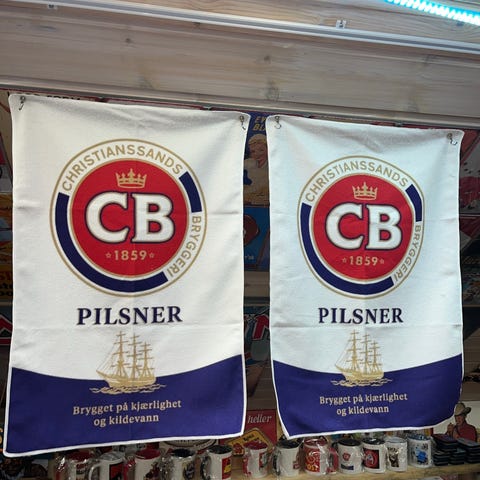 CHRISTIANSSANDS BRYGGERI
CB
1859
PILSNER
Brygget på kjærlighet
og kildevann
CHRISTIANSSANDS BRYGGERI
CB
1859
PILSNER
Brygget på kjærlighet
og kildevann
heller